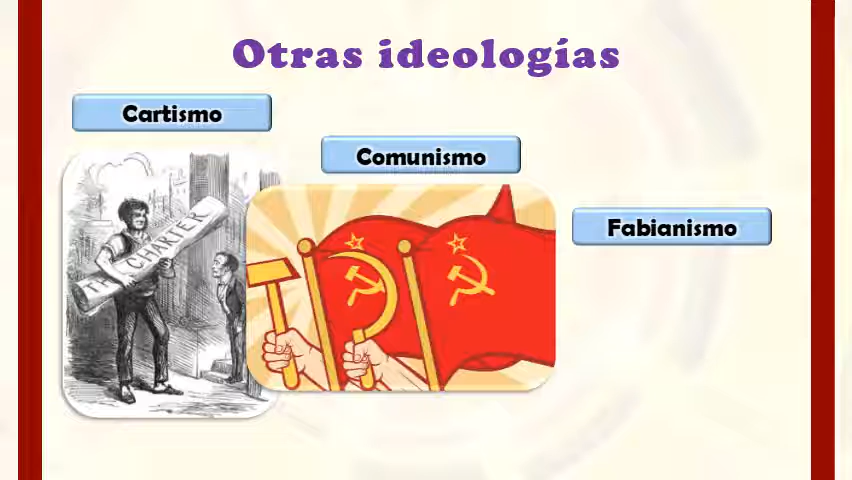 Otras ideologías
Cartismo
Comunismo
Fabianismo
THE CHARTER